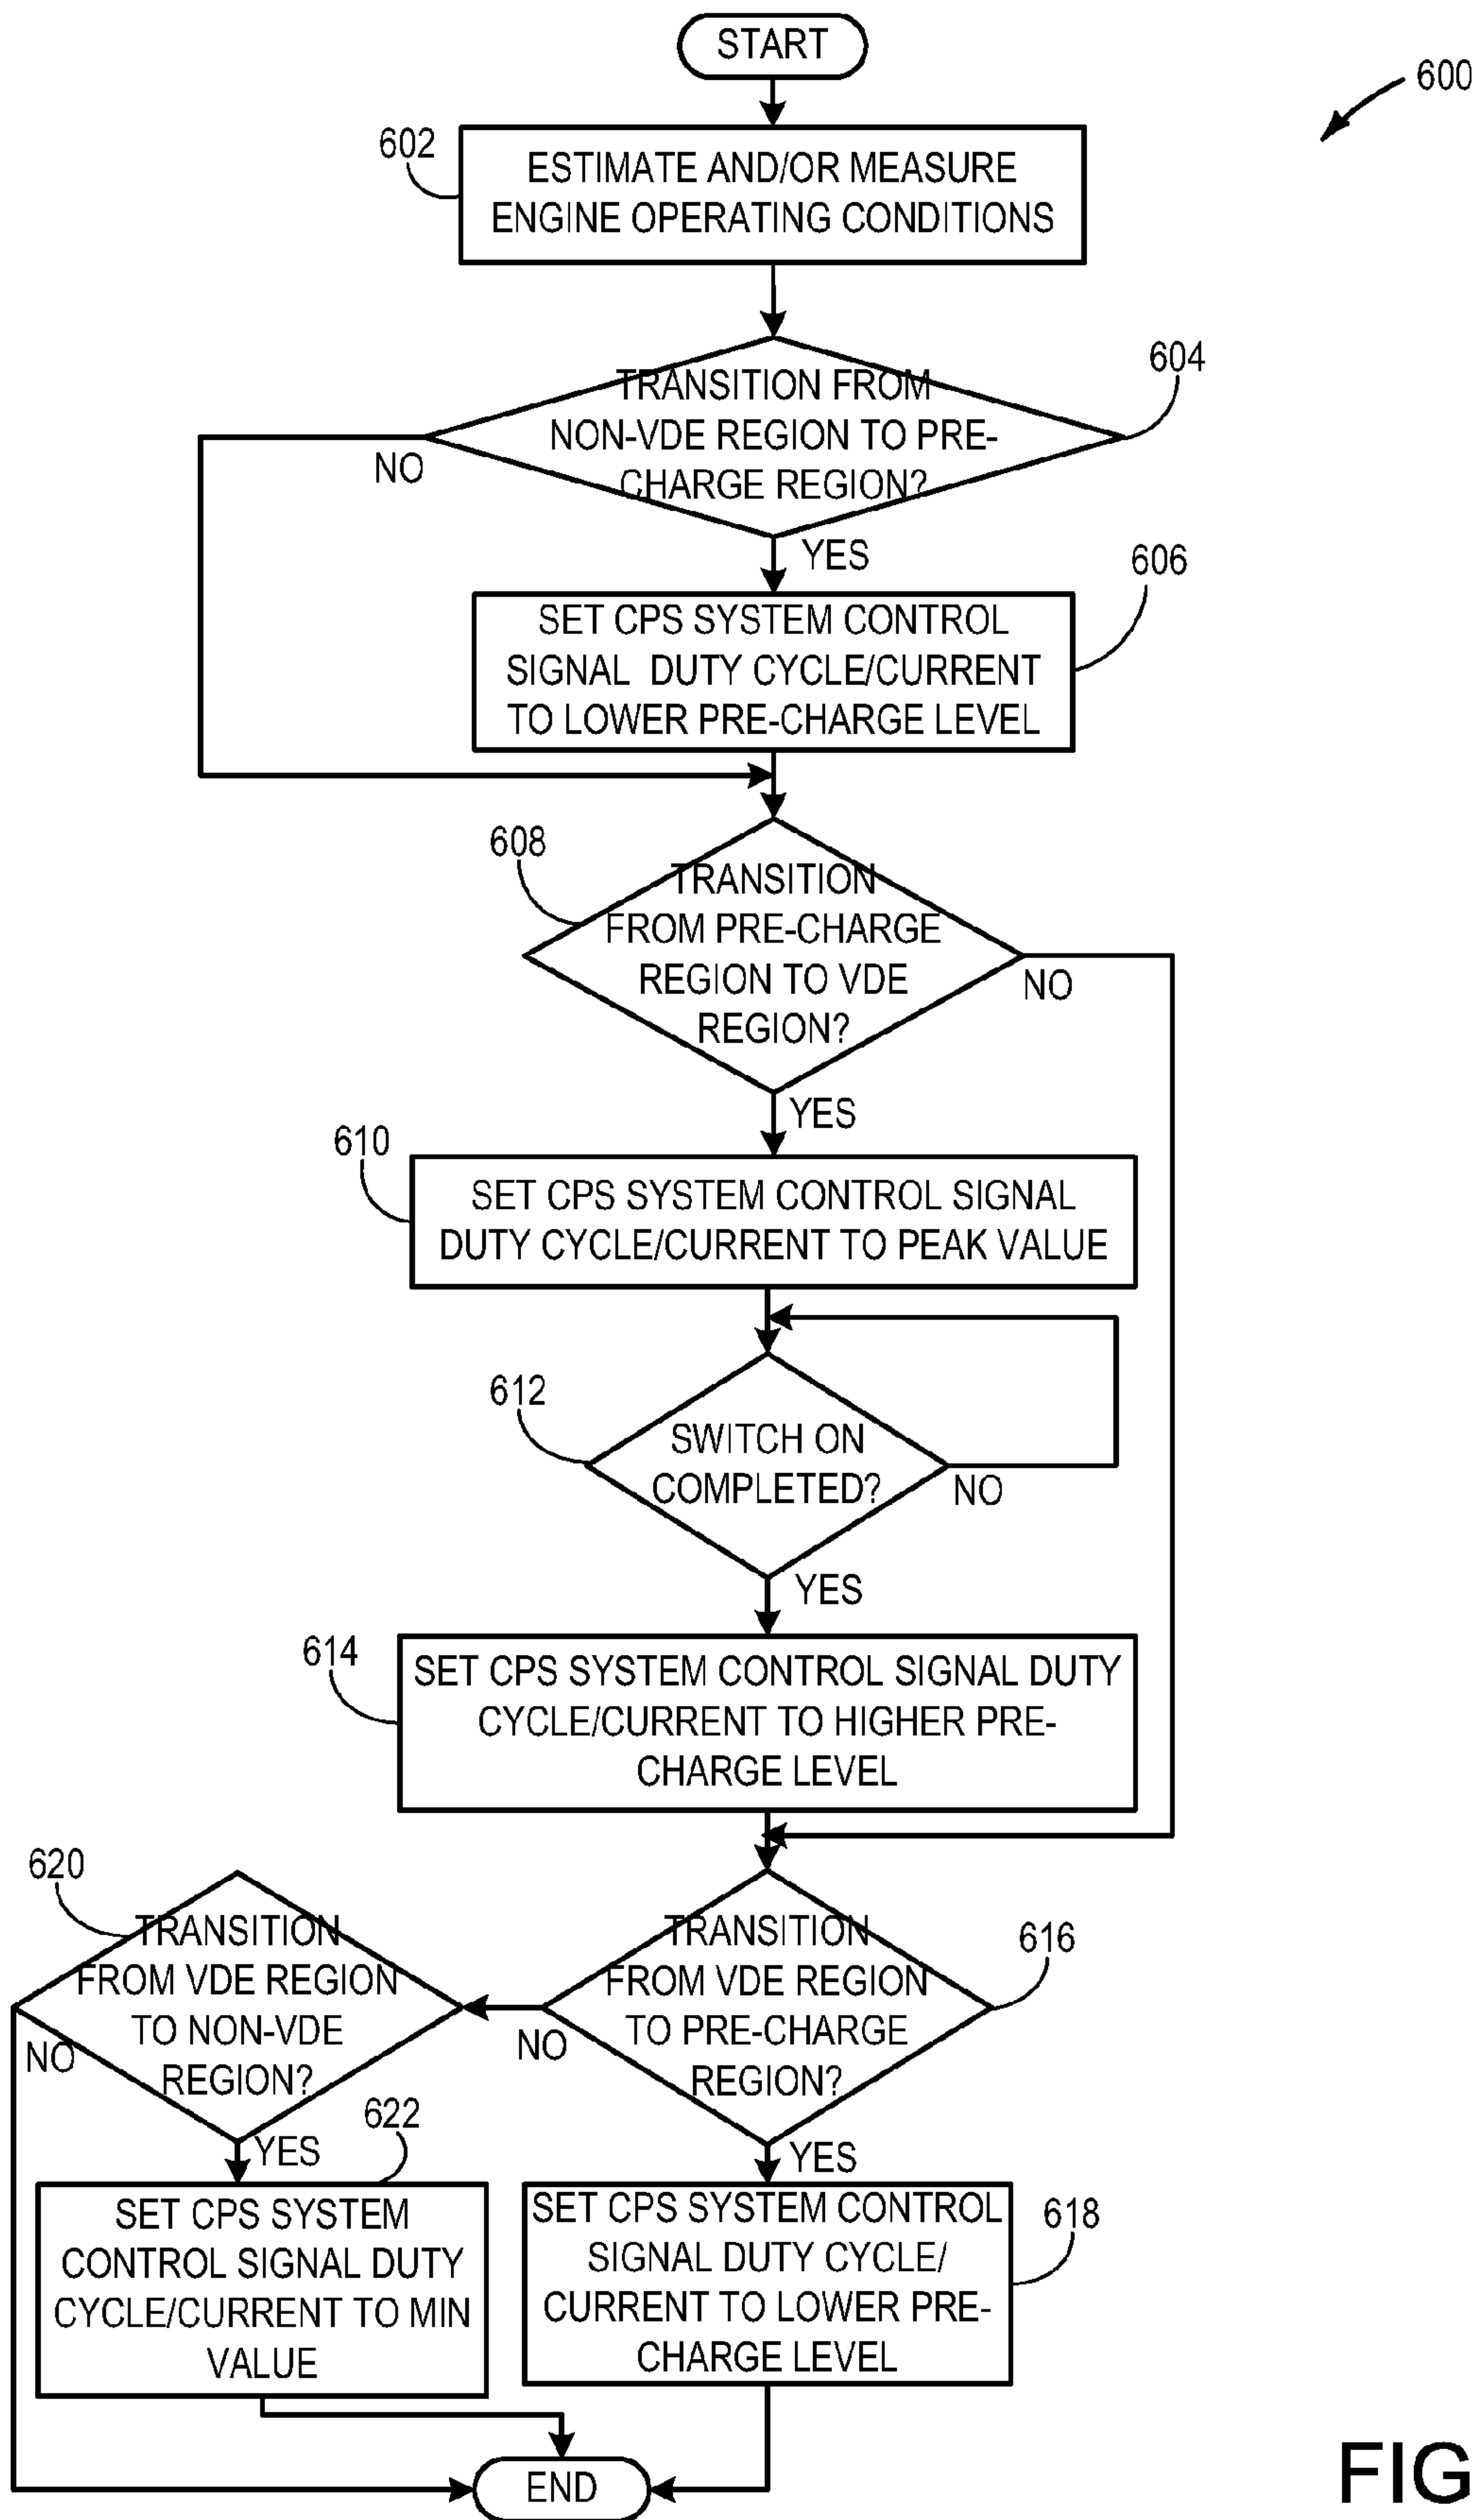 START
600
602
ESTIMATE AND/OR MEASURE
ENGINE OPERATING CONDITIONS
604
TRANSITION FROM
NON-VDE REGION TO PRE-
CHARGE REGION?
NO
YES
606
SET CPS SYSTEM CONTROL
SIGNAL DUTY CYCLE/CURRENT
TO LOWER PRE-CHARGE LEVEL
608
TRANSITION
FROM PRE-CHARGE
REGION TO VDE
REGION?
NO
YES
610
SET CPS SYSTEM CONTROL SIGNAL
DUTY CYCLE/CURRENT TO PEAK VALUE
612
SWITCH ON
COMPLETED?
NO
YES
614
SET CPS SYSTEM CONTROL SIGNAL DUTY
CYCLE/CURRENT TO HIGHER PRE-
CHARGE LEVEL
616
TRANSITION
FROM VDE REGION
TO PRE-CHARGE
REGION?
NO
YES
620
TRANSITION
FROM VDE REGION
TO NON-VDE
REGION?
NO
YES
622
SET CPS SYSTEM
CONTROL SIGNAL DUTY
CYCLE/CURRENT TO MIN
VALUE
618
SET CPS SYSTEM CONTROL
SIGNAL DUTY CYCLE/
CURRENT TO LOWER PRE-
CHARGE LEVEL
END
FIG